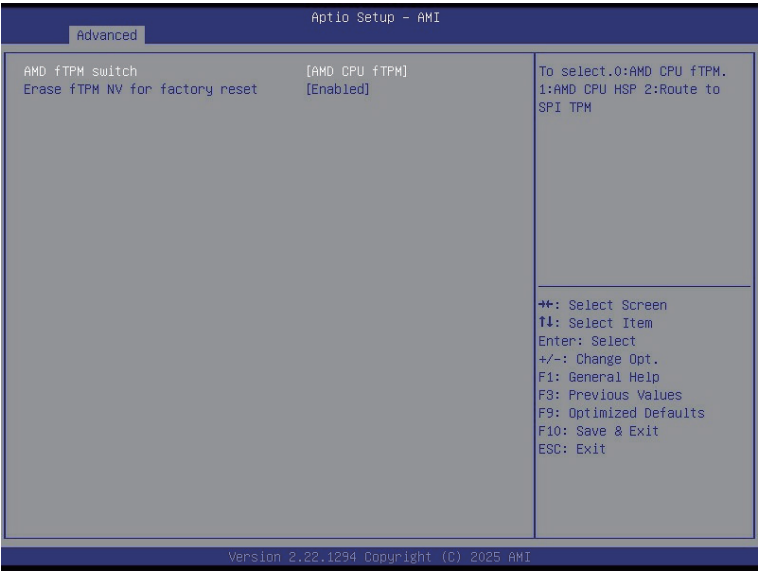 Aptio Setup – AMI
Advanced
AMD fTPM switch [AMD CPU fTPM]
Erase fTPM NV for factory reset [Enabled]
To select.0:AMD CPU fTPM.
1:AMD CPU HSP 2:Route to
SPI TPM
→←: Select Screen
↑↓: Select Item
Enter: Select
+/-: Change Opt.
F1: General Help
F3: Previous Values
F9: Optimized Defaults
F10: Save & Exit
ESC: Exit
Version 2.22.1294 Copyright (C) 2025 AMI